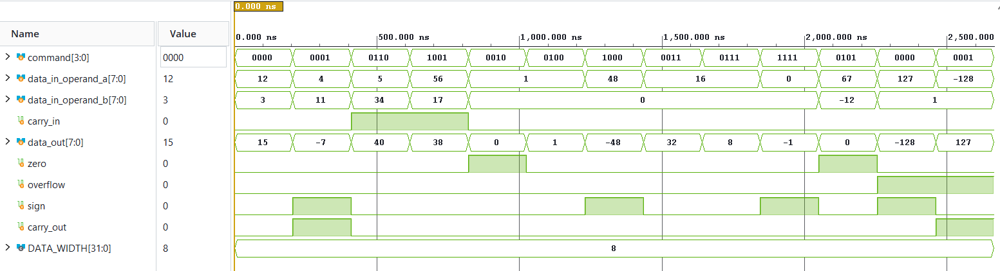 0.000 ns
Name Value 0.000 ns 500.000 ns 1,000.000 ns 1,500.000 ns 2,000.000 ns 2,500.000
command[3:0] 0000 0000 0001 0110 1001 0010 0100 1000 0011 0111 1111 0101 0000 0001
data_in_operand_a[7:0] 12 12 4 5 56 1 48 16 0 67 127 -128
data_in_operand_b[7:0] 3 3 11 34 17 0 -12 1
carry_in 0
data_out[7:0] 15 15 -7 40 38 0 1 -48 32 8 -1 0 -128 127
zero 0
overflow 0
sign 0
carry_out 0
DATA_WIDTH[31:0] 8 8